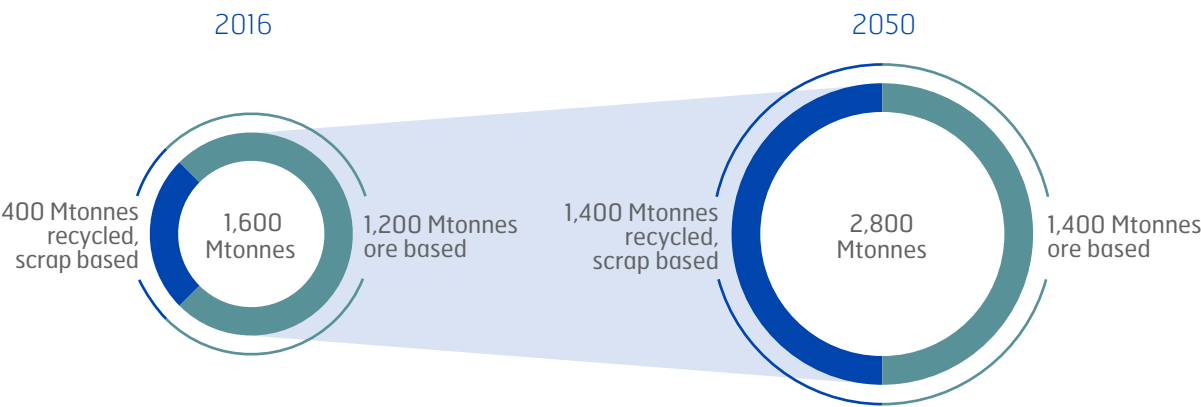 2016
400 Mtonnes
recycled,
scrap based
1,600
Mtonnes
1,200 Mtonnes
ore based
2050
1,400 Mtonnes
recycled,
scrap based
2,800
Mtonnes
1,400 Mtonnes
ore based